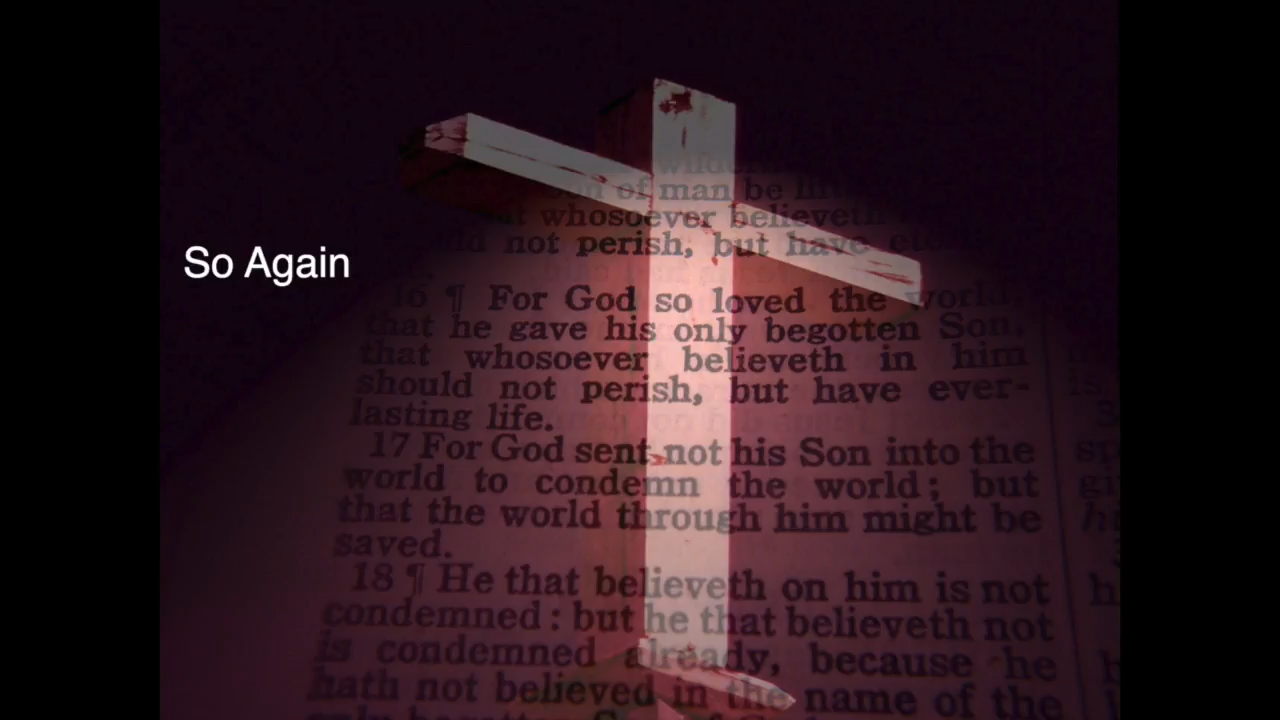 So Again
of man be
whosoever believeth
not perish, but have
16 ¶ For God so loved the world,
that he gave his only begotten Son,
that whosoever believeth in him
should not perish, but have ever-
lasting life.
17 For God sent not his Son into the
world to condemn the world; but
that the world through him might be
saved.
18 ¶ He that believeth on him is not
condemned: but he that believeth not
is condemned already, because he
hath not believed in the name of the